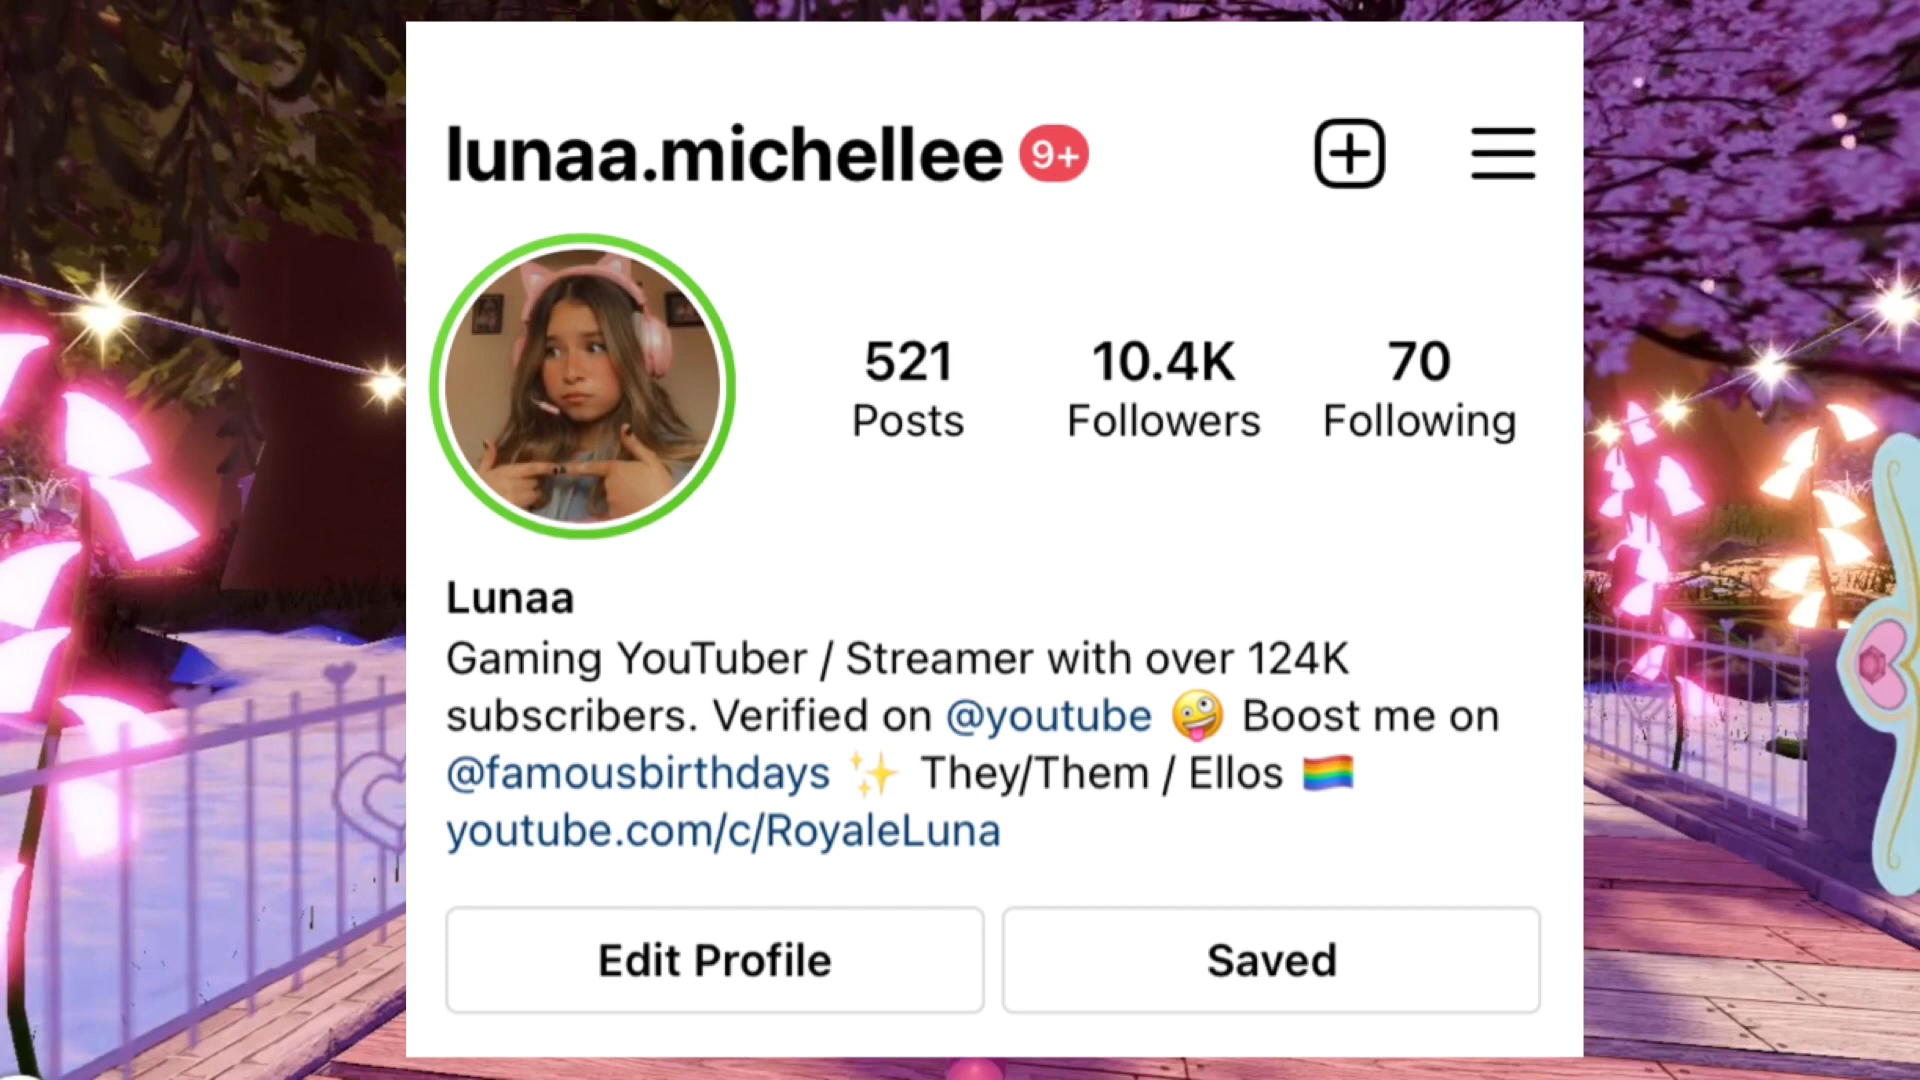 lunaa.michellee 9+
521 10.4K 70
Posts Followers Following
Lunaa
Gaming YouTuber / Streamer with over 124K
subscribers. Verified on @youtube 🤪 Boost me on
@famousbirthdays ✨ They/Them / Ellos 🏳️‍🌈
youtube.com/c/RoyaleLuna
Edit Profile Saved